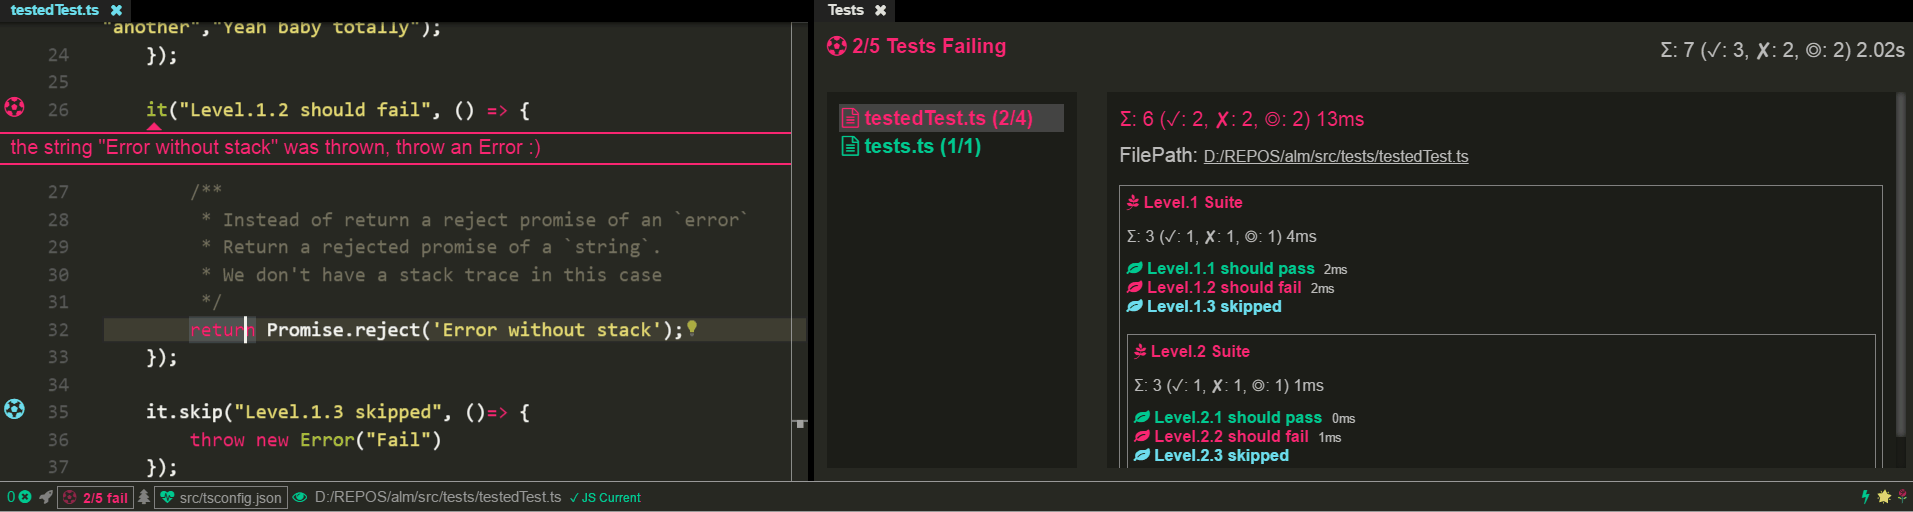 testedTest.ts ✖
"another","Yeah baby totally");
24 });
25
26 it("Level.1.2 should fail", () => {
the string "Error without stack" was thrown, throw an Error :)
27 /**
28 * Instead of return a reject promise of an `error`
29 * Return a rejected promise of a `string`.
30 * We don't have a stack trace in this case
31 */
32 return Promise.reject('Error without stack');
33 });
34
35 it.skip("Level.1.3 skipped", ()=> {
36 throw new Error("Fail")
37 });
Tests ✖
2/5 Tests Failing
Σ: 7 (✓: 3, ✘: 2, ◎: 2) 2.02s
testedTest.ts (2/4)
tests.ts (1/1)
Σ: 6 (✓: 2, ✘: 2, ◎: 2) 13ms
FilePath: D:/REPOS/alm/src/tests/testedTest.ts
Level.1 Suite
Σ: 3 (✓: 1, ✘: 1, ◎: 1) 4ms
Level.1.1 should pass 2ms
Level.1.2 should fail 2ms
Level.1.3 skipped
Level.2 Suite
Σ: 3 (✓: 1, ✘: 1, ◎: 1) 1ms
Level.2.1 should pass 0ms
Level.2.2 should fail 1ms
Level.2.3 skipped
0 2/5 fail src/tsconfig.json D:/REPOS/alm/src/tests/testedTest.ts ✓JS Current